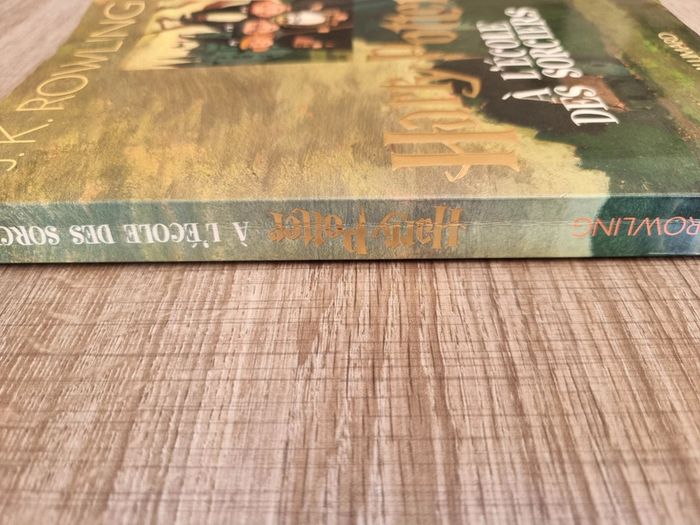 J.K. ROWLING
Harry Potter
À L'ÉCOLE
DES SORCIERS
ROWLING Harry Potter À L'ÉCOLE DES SORC